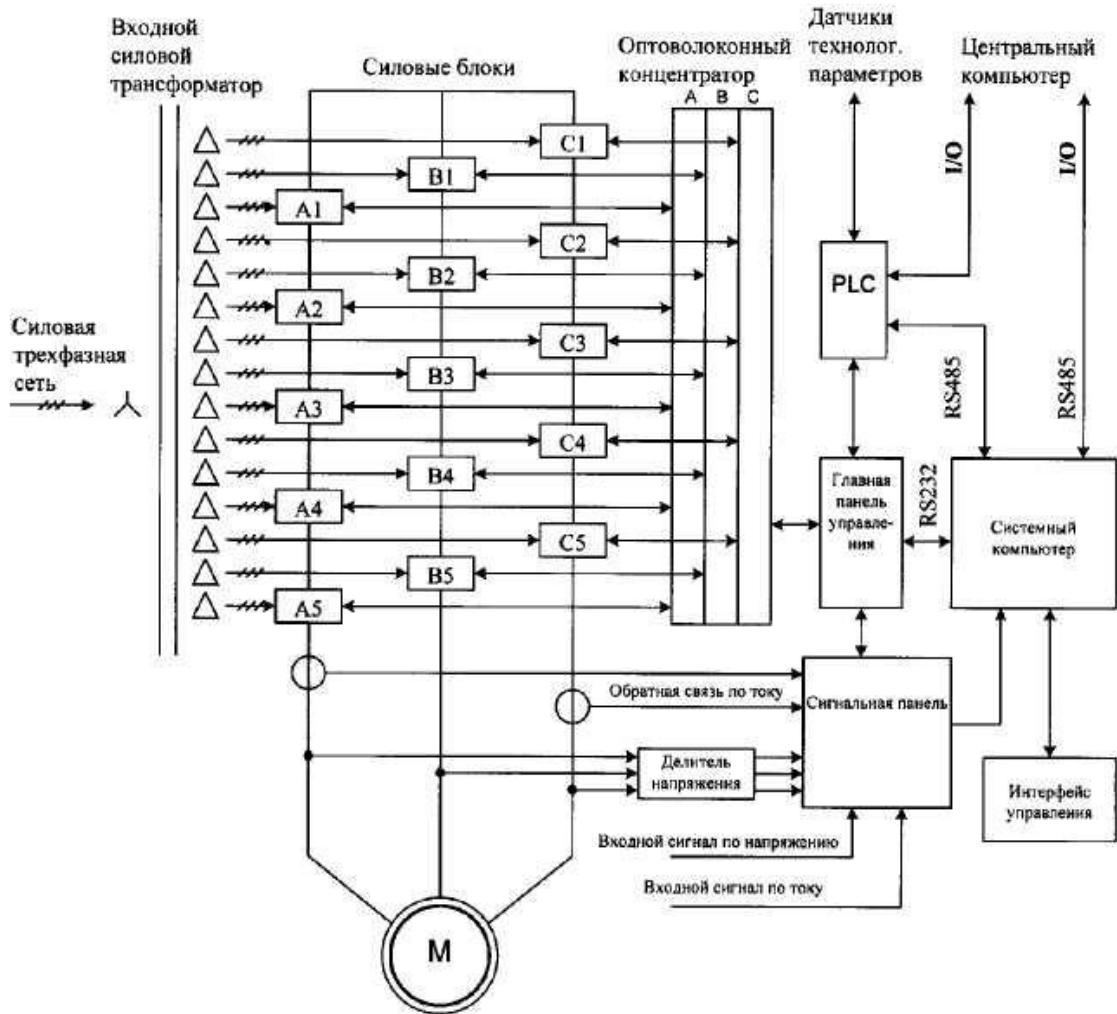 Входной
силовой
трансформатор
Силовые блоки
Оптоволоконный
концентратор
A B C
Датчики
технолог.
параметров
Центральный
компьютер
I/O
I/O
C1
B1
A1
C2
B2
A2
C3
B3
A3
C4
B4
A4
C5
B5
A5
Силовая
трехфазная
сеть
PLC
RS485
RS485
Главная
панель
управле-
ния
RS232
Системный
компьютер
Обратная связь по току
Сигнальная панель
Делитель
напряжения
Интерфейс
управления
Входной сигнал по напряжению
Входной сигнал по току
M